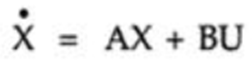 Ẋ = AX + BU